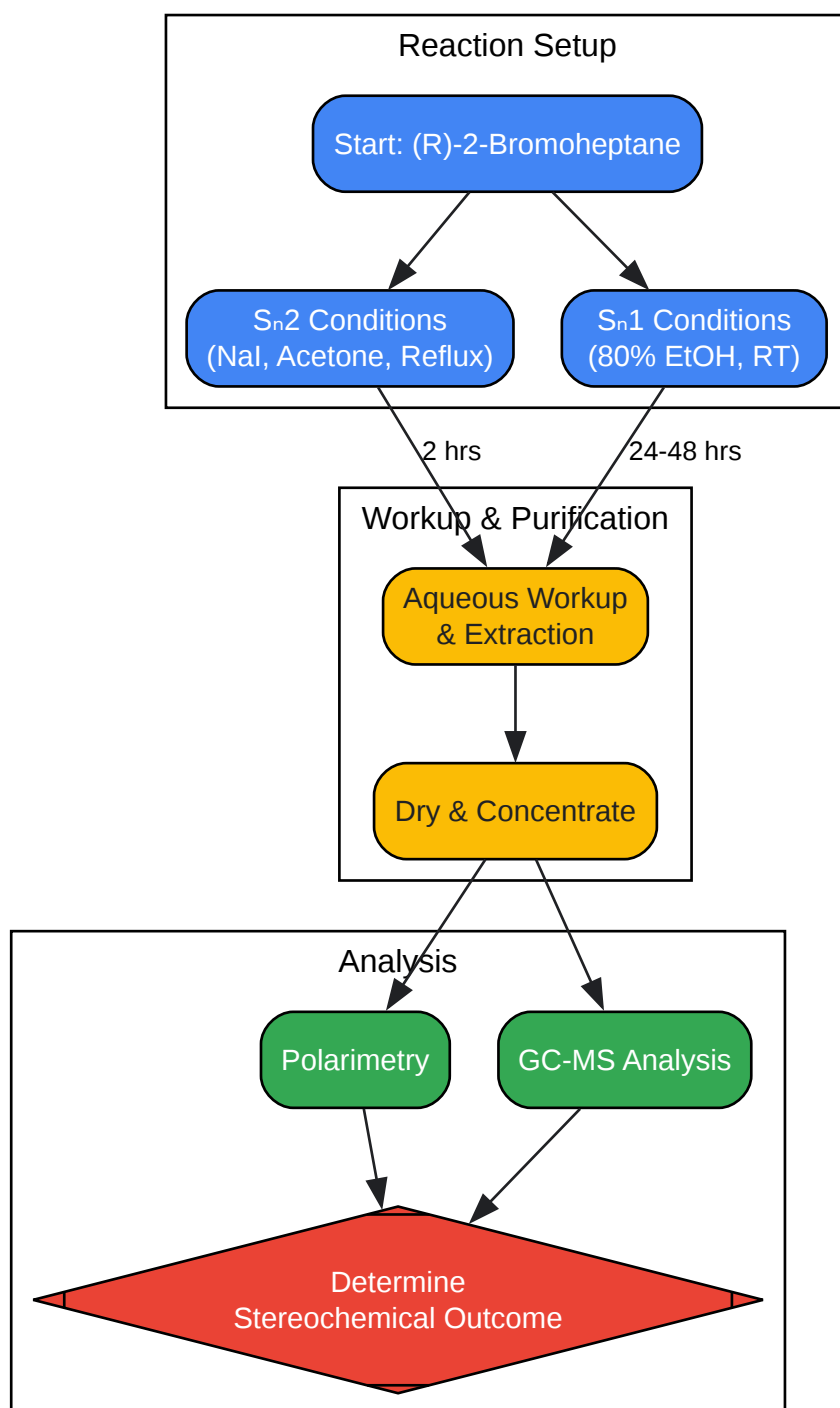 Reaction Setup
Start: (R)-2-Bromoheptane
Sₙ2 Conditions
(NaI, Acetone, Reflux)
Sₙ1 Conditions
(80% EtOH, RT)
2 hrs
24-48 hrs
Workup & Purification
Aqueous Workup
& Extraction
Dry & Concentrate
Analysis
Polarimetry
GC-MS Analysis
Determine
Stereochemical Outcome